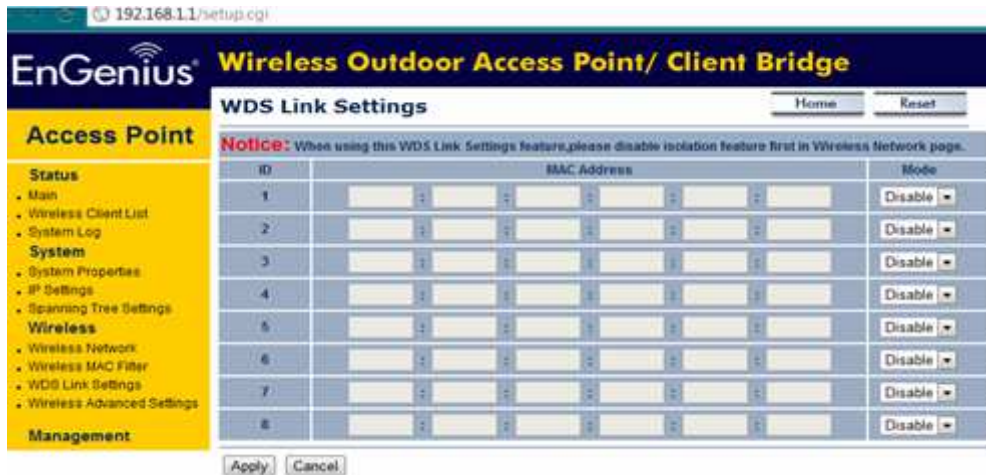 192.168.1.1/setup.cgi
EnGenius®
Wireless Outdoor Access Point/ Client Bridge
WDS Link Settings
Home
Reset
Access Point
Notice: When using this WDS Link Settings feature,please disable isolation feature first in Wireless Network page.
ID MAC Address Mode
1 : : : : : Disable
2 : : : : : Disable
3 : : : : : Disable
4 : : : : : Disable
5 : : : : : Disable
6 : : : : : Disable
7 : : : : : Disable
8 : : : : : Disable
Status
Main
Wireless Client List
System Log
System
System Properties
IP Settings
Spanning Tree Settings
Wireless
Wireless Network
Wireless MAC Filter
WDS Link Settings
Wireless Advanced Settings
Management
Apply Cancel